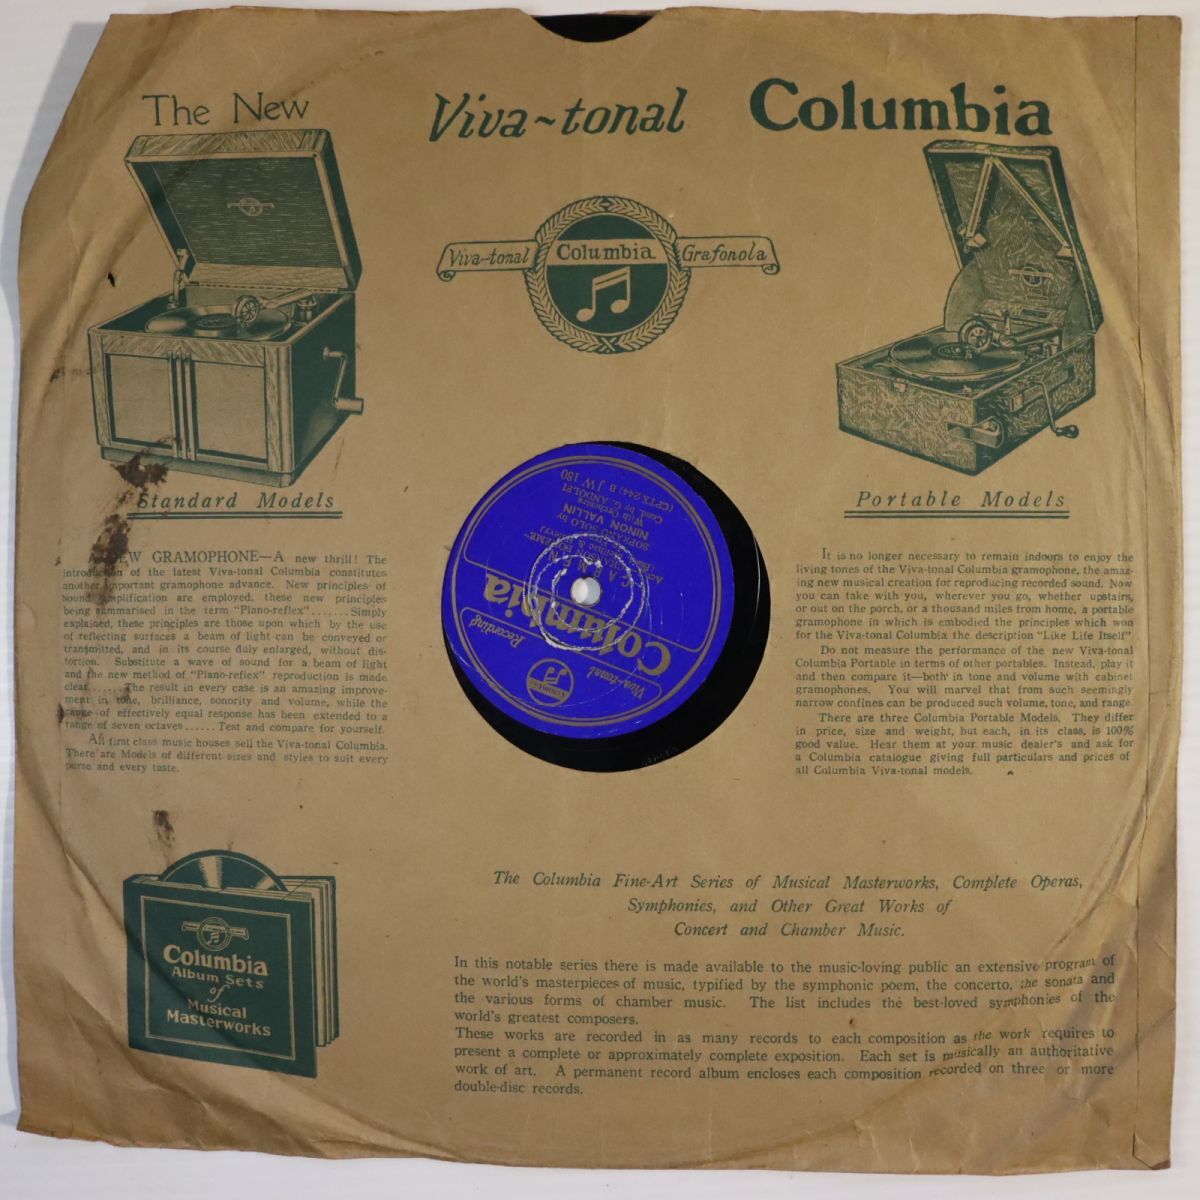 The New
Viva~tonal Columbia
Viva-tonal Columbia Grafonola
Standard Models
Portable Models
NEW GRAMOPHONE—A new thrill! The
introduction of the latest Viva-tonal Columbia constitutes
another important gramophone advance. New principles of
sound amplification are employed, these new principles
being summarised in the term "Plano-reflex".......Simply
explained, these principles are those upon which by the use
of reflecting surfaces a beam of light can be conveyed or
transmitted, and in its course duly enlarged, without dis-
tortion. Substitute a wave of sound for a beam of light
and the new method of "Plano-reflex" reproduction is made
clear.......The result in every case is an amazing improve-
ment in tone, brilliance, sonority and volume, while the
range of effectively equal response has been extended to a
range of seven octaves......Test and compare for yourself.
All first class music houses sell the Viva-tonal Columbia.
There are Models of different sizes and styles to suit every
purse and every taste.
It is no longer necessary to remain indoors to enjoy the
living tones of the Viva-tonal Columbia gramophone, the amaz-
ing new musical creation for reproducing recorded sound. Now
you can take with you, wherever you go, whether upstairs,
or out on the porch, or a thousand miles from home, a portable
gramophone in which is embodied the principles which won
for the Viva-tonal Columbia the description "Like Life Itself"
Do not measure the performance of the new Viva-tonal
Columbia Portable in terms of other portables. Instead, play it
and then compare it—both in tone and volume with cabinet
gramophones. You will marvel that from such seemingly
narrow confines can be produced such volume, tone, and range.
There are three Columbia Portable Models. They differ
in price, size and weight, but each, in its class, is 100%
good value. Hear them at your music dealer's and ask for
a Columbia catalogue giving full particulars and prices of
all Columbia Viva-tonal models.
Viva-tonal Recording
Columbia
CARMEN
SOPRANO SOLO by
NINON VALLIN
With Orchestra
Cond. by G. ANDOLFI
(CPTX 244) B J W 180
Columbia
Album Sets
of
Musical
Masterworks
The Columbia Fine-Art Series of Musical Masterworks, Complete Operas,
Symphonies, and Other Great Works of
Concert and Chamber Music.
In this notable series there is made available to the music-loving public an extensive program of
the world's masterpieces of music, typified by the symphonic poem, the concerto, the sonata and
the various forms of chamber music. The list includes the best-loved symphonies of the
world's greatest composers.
These works are recorded in as many records to each composition as the work requires to
present a complete or approximately complete exposition. Each set is musically an authoritative
work of art. A permanent record album encloses each composition recorded on three or more
double-disc records.